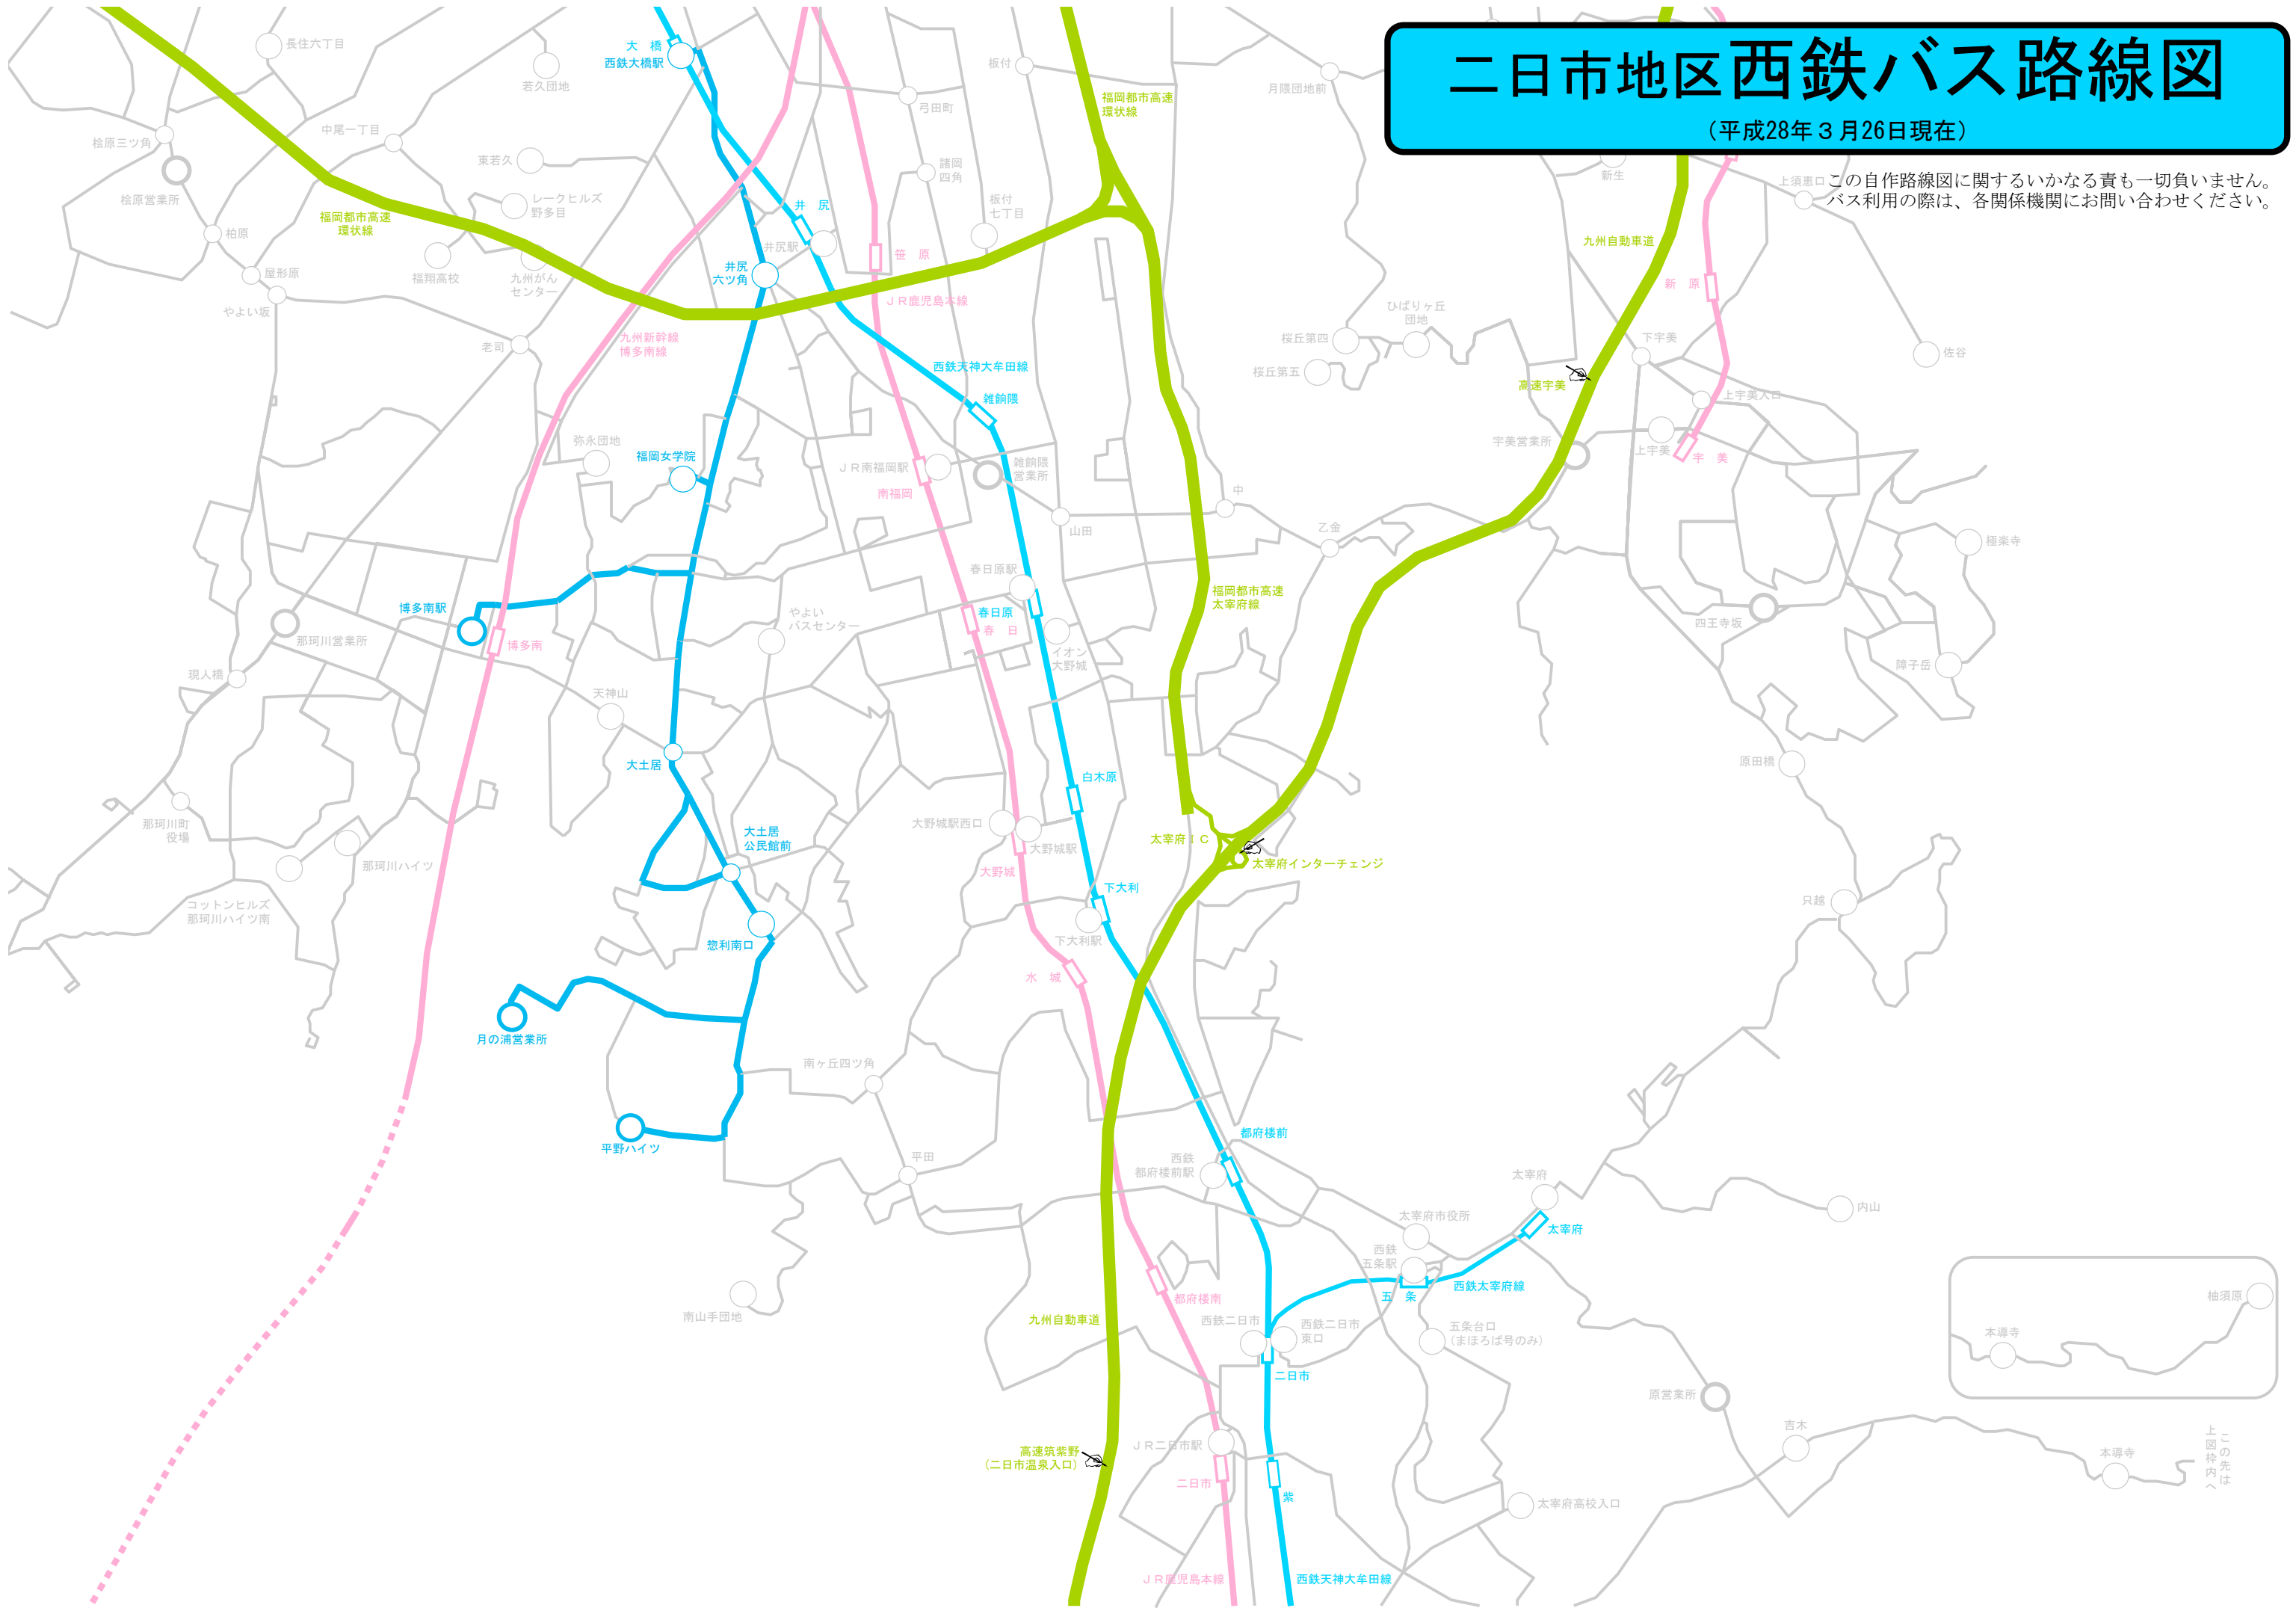 二日市地区西鉄バス路線図
(平成28年3月26日現在)
この自作路線図に関するいかなる責も一切負いません。
バス利用の際は、各関係機関にお問い合わせください。
長住六丁目
若久団地
大 橋
西鉄大橋駅
板付
月隈団地前
弓田町
福岡都市高速
環状線
桧原三ツ角
中尾一丁目
東若久
諸岡
四角
新生
上須恵口
桧原営業所
レークヒルズ
野多目
板付
七丁目
福岡都市高速
環状線
井 尻
井尻駅
柏原
笹 原
九州自動車道
屋形原
福翔高校
九州がん
センター
井尻
六ツ角
新 原
やよい坂
JR鹿児島本線
ひばりヶ丘
団地
老司
九州新幹線
博多南線
桜丘第四
下宇美
佐谷
西鉄天神大牟田線
桜丘第五
高速宇美
雑餉隈
上宇美入口
弥永団地
福岡女学院
JR南福岡駅
雑餉隈
営業所
宇美営業所
上宇美
宇 美
南福岡
中
山田
乙金
極楽寺
春日原駅
福岡都市高速
太宰府線
博多南駅
春日原
春 日
やよい
バスセンター
四王寺坂
那珂川営業所
博多南
イオン
大野城
障子岳
現人橋
天神山
大土居
白木原
原田橋
那珂川町
役場
大土居
公民館前
大野城駅西口
大野城駅
太宰府IC
太宰府インターチェンジ
那珂川ハイツ
大野城
下大利
コットンヒルズ
那珂川ハイツ南
只越
惣利南口
下大利駅
水 城
月の浦営業所
南ヶ丘四ツ角
平野ハイツ
都府楼前
平田
西鉄
都府楼前駅
太宰府
内山
太宰府市役所
太宰府
西鉄
五条駅
西鉄太宰府線
五 条
都府楼南
柚須原
南山手団地
九州自動車道
西鉄二日市
西鉄二日市
東口
五条台口
(まほろば号のみ)
本導寺
二日市
原営業所
吉木
JR二日市駅
高速筑紫野
(二日市温泉入口)
本導寺
この先は
上図枠内へ
二日市
紫
太宰府高校入口
JR鹿児島本線
西鉄天神大牟田線